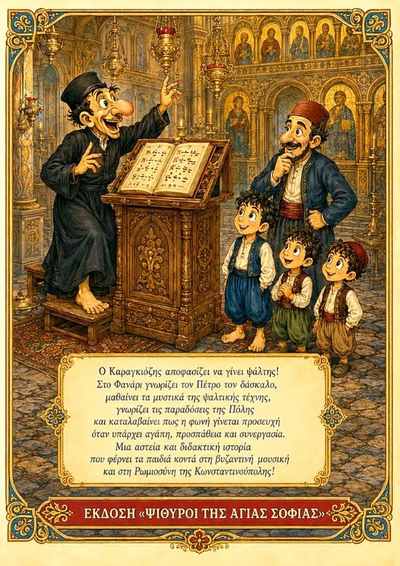 Ο Καραγκιόζης αποφασίζει να γίνει ψάλτης!
Στο Φανάρι γνωρίζει τον Πέτρο τον δάσκαλο,
μαθαίνει τα μυστικά της ψαλτικής τέχνης,
γνωρίζει τις παραδόσεις της Πόλης
και καταλαβαίνει πως η φωνή γίνεται προσευχή
όταν υπάρχει αγάπη, προσπάθεια και συνεργασία.
Μια αστεία και διδακτική ιστορία
που φέρνει τα παιδιά κοντά στη βυζαντινή μουσική
και στη Ρωμιοσύνη της Κωνσταντινούπολης!
ΕΚΔΟΣΗ «ΨΙΘΥΡΟΙ ΤΗΣ ΑΓΙΑΣ ΣΟΦΙΑΣ»